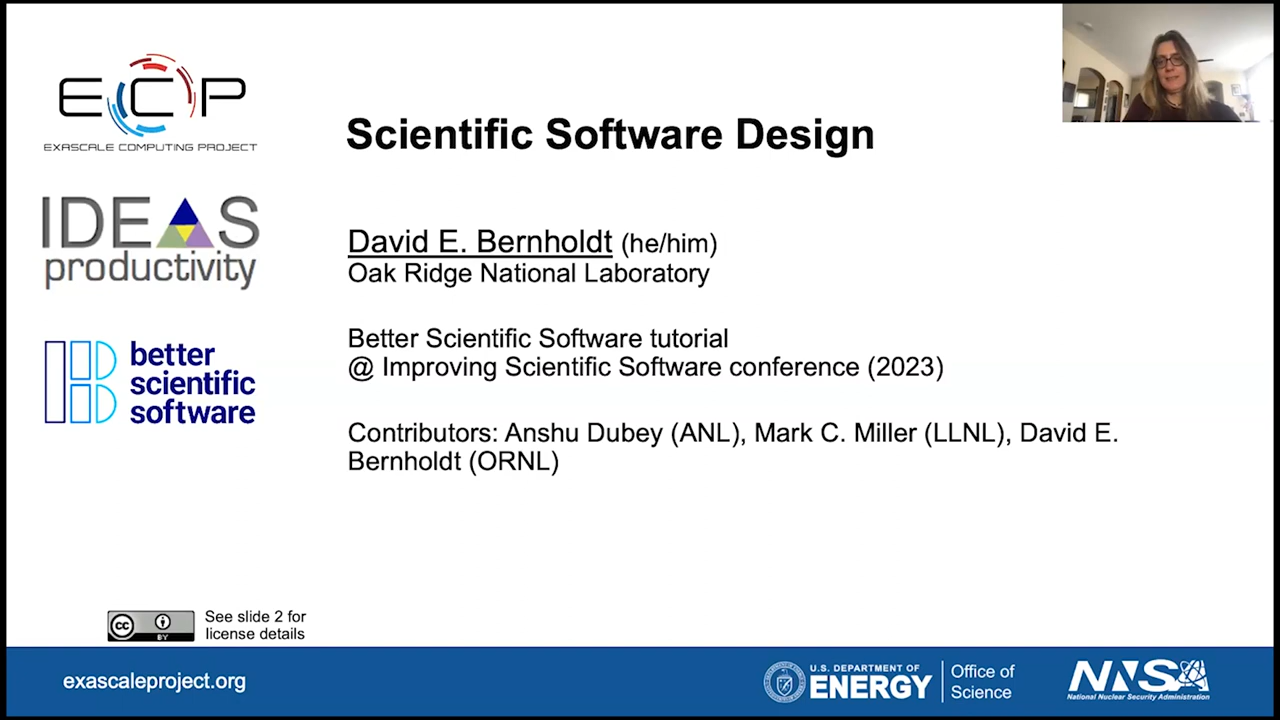 ECP
EXASCALE COMPUTING PROJECT
Scientific Software Design
IDEAS
productivity
David E. Bernholdt (he/him)
Oak Ridge National Laboratory
better
scientific
software
Better Scientific Software tutorial
@ Improving Scientific Software conference (2023)
Contributors: Anshu Dubey (ANL), Mark C. Miller (LLNL), David E.
Bernholdt (ORNL)
cc
BY
See slide 2 for
license details
exascaleproject.org
U.S. DEPARTMENT OF
ENERGY
Office of
Science
NNSA
National Nuclear Security Administration